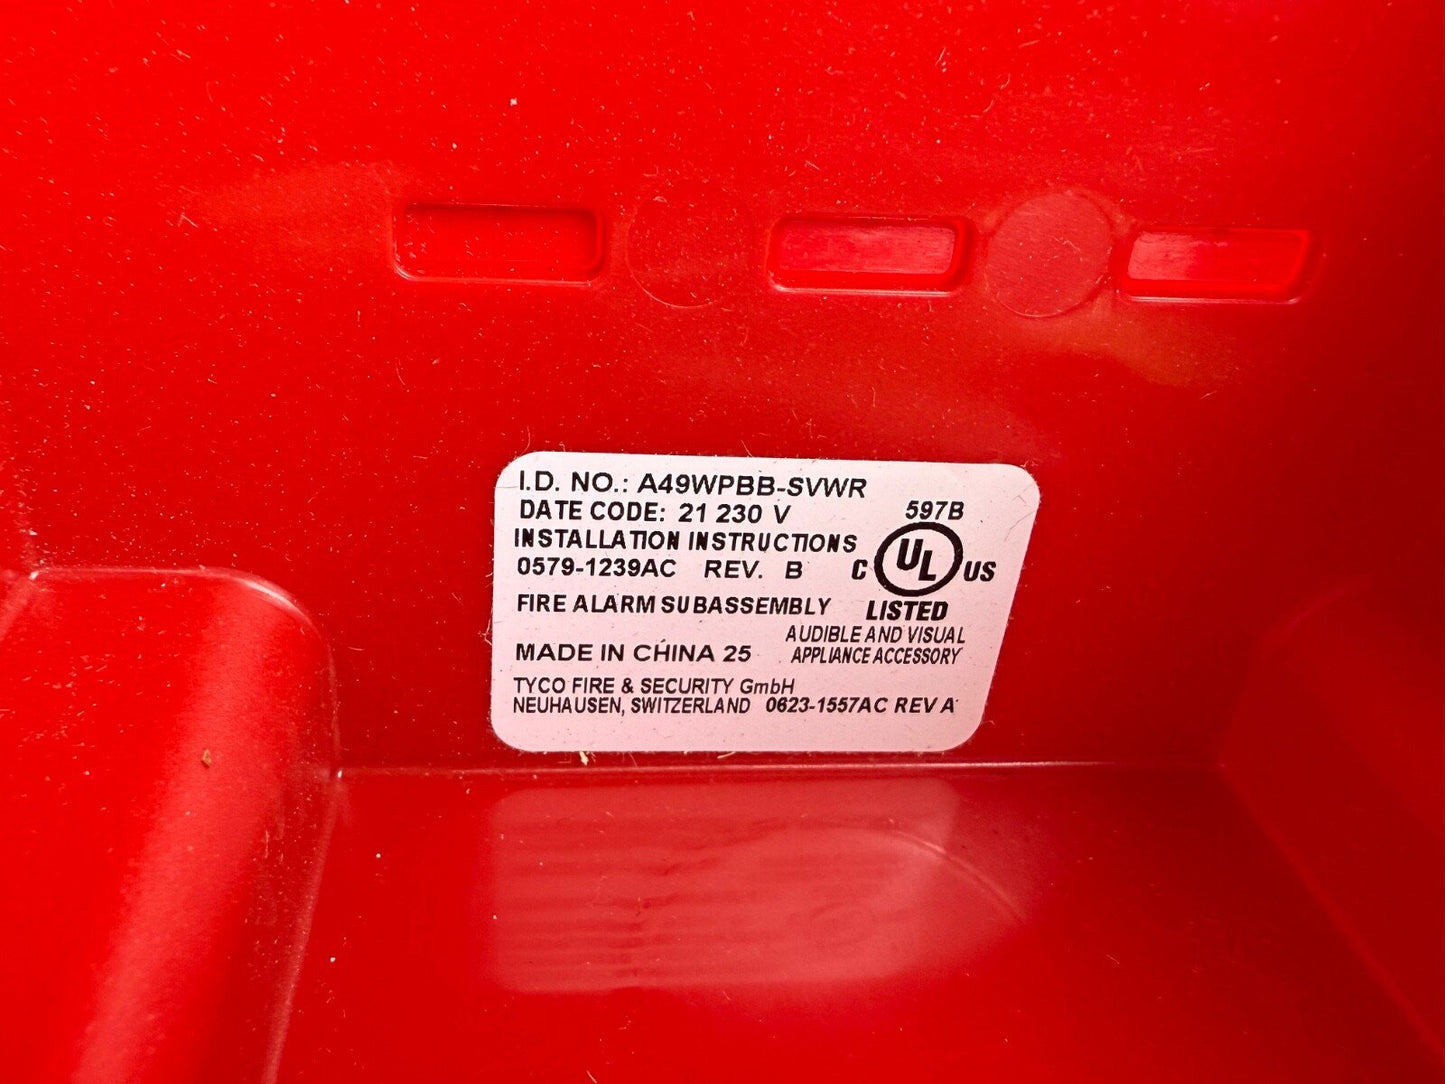 I.D. NO.: A49WPBB-SVWR
DATE CODE: 21 230 V
INSTALLATION INSTRUCTIONS
0579-1239AC REV. B
FIRE ALARM SUBASSEMBLY
MADE IN CHINA 25
TYCO FIRE & SECURITY GmbH
NEUHAUSEN, SWITZERLAND 0623-1557AC REV A
597B
C UL US
LISTED
AUDIBLE AND VISUAL
APPLIANCE ACCESSORY